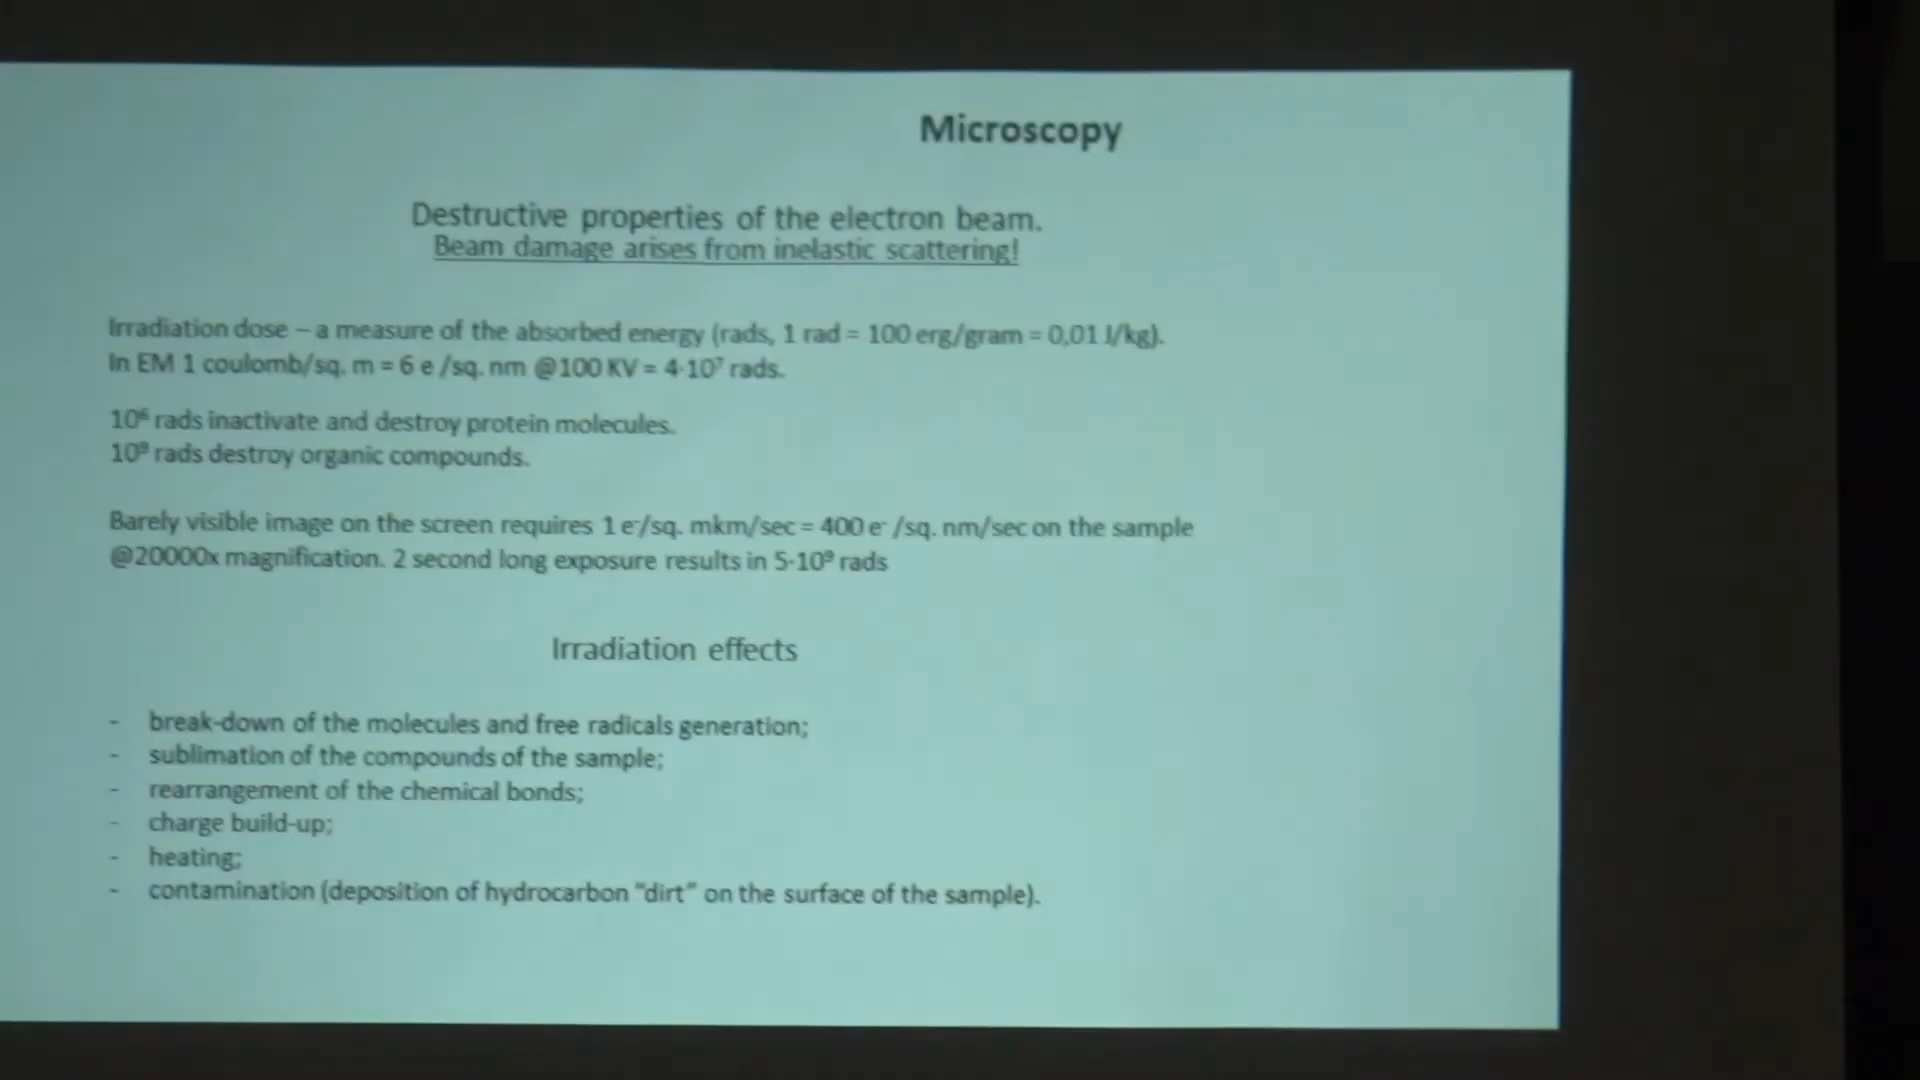 Microscopy
Destructive properties of the electron beam.
Beam damage arises from inelastic scattering!
Irradiation dose – a measure of the absorbed energy (rads, 1 rad = 100 erg/gram = 0,01 J/kg).
In EM 1 coulomb/sq. m = 6 e /sq. nm @100 KV = 4·10⁷ rads.
10⁶ rads inactivate and destroy protein molecules.
10⁹ rads destroy organic compounds.
Barely visible image on the screen requires 1 e⁻/sq. mkm/sec = 400 e⁻ /sq. nm/sec on the sample
@20000x magnification. 2 second long exposure results in 5·10⁹ rads
Irradiation effects
- break-down of the molecules and free radicals generation;
- sublimation of the compounds of the sample;
- rearrangement of the chemical bonds;
- charge build-up;
- heating;
- contamination (deposition of hydrocarbon "dirt" on the surface of the sample).